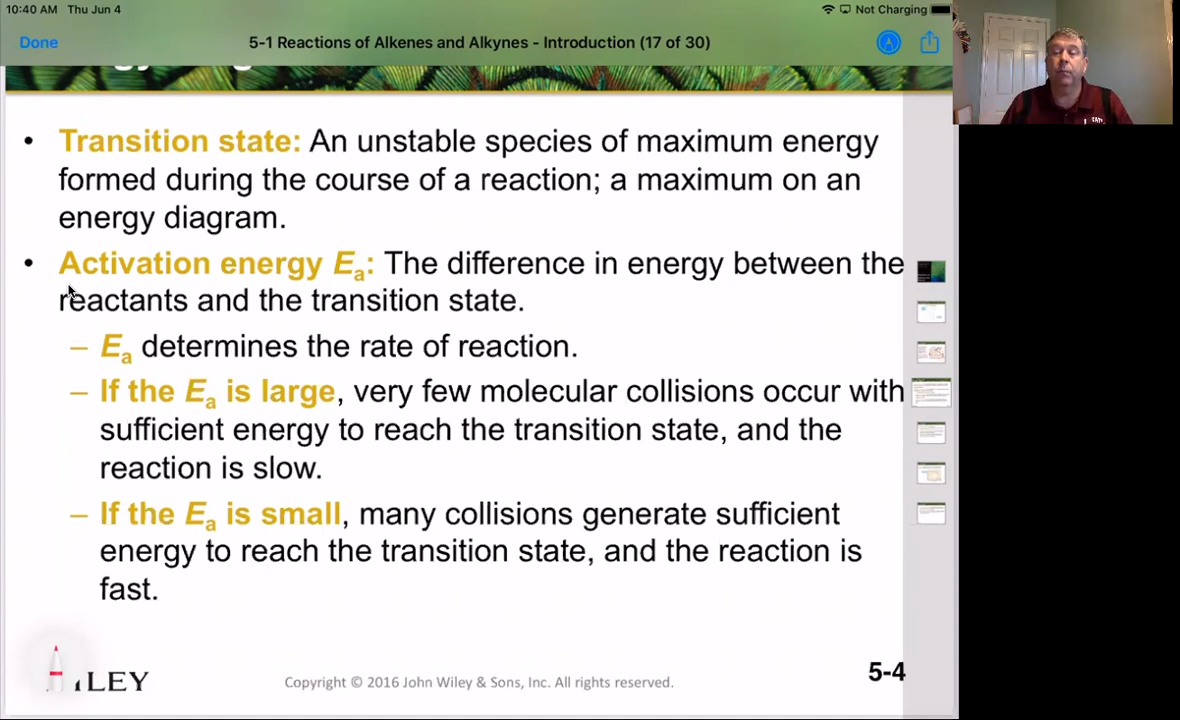 10:40 AM Thu Jun 4
Not Charging
Done
5-1 Reactions of Alkenes and Alkynes - Introduction (17 of 30)
• Transition state: An unstable species of maximum energy
formed during the course of a reaction; a maximum on an
energy diagram.
• Activation energy Ea: The difference in energy between the
reactants and the transition state.
– Ea determines the rate of reaction.
– If the Ea is large, very few molecular collisions occur with
sufficient energy to reach the transition state, and the
reaction is slow.
– If the Ea is small, many collisions generate sufficient
energy to reach the transition state, and the reaction is
fast.
Copyright © 2016 John Wiley & Sons, Inc. All rights reserved.
5-4